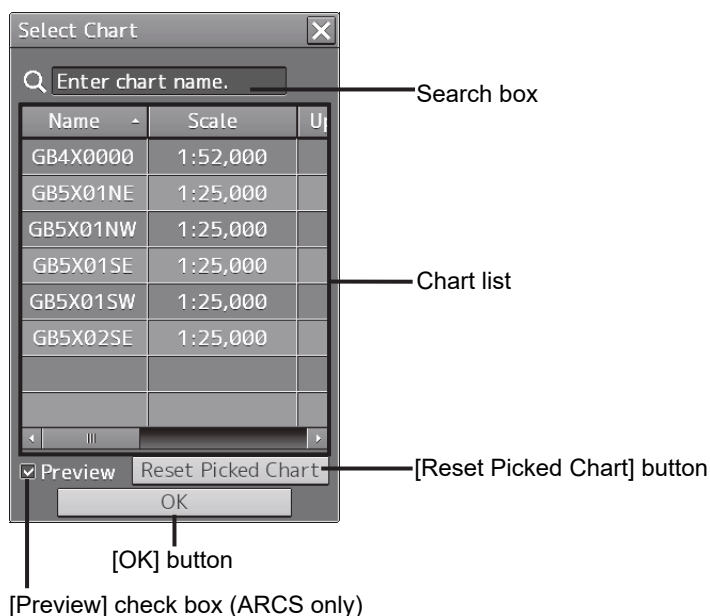 Select Chart
Enter chart name.
Search box
Name Scale
GB4X0000 1:52,000
GB5X01NE 1:25,000
GB5X01NW 1:25,000
GB5X01SE 1:25,000
Chart list
GB5X01SW 1:25,000
GB5X02SE 1:25,000
Preview Reset Picked Chart [Reset Picked Chart] button
OK
[OK] button
[Preview] check box (ARCS only)